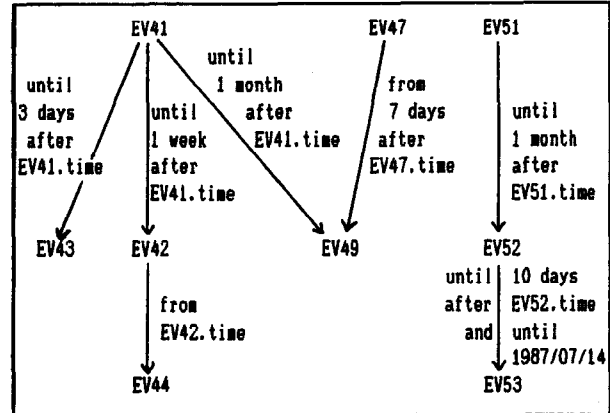 EV41
EV47
EV51
until
3 days
after
EV41.time
until
1 week
after
EV41.time
until
1 month
after
EV41.time
from
7 days
after
EV47.time
until
1 month
after
EV51.time
EV43
EV42
EV49
EV52
from
EV42.time
until 10 days
after EV52.time
and until
1987/07/14
EV44
EV53